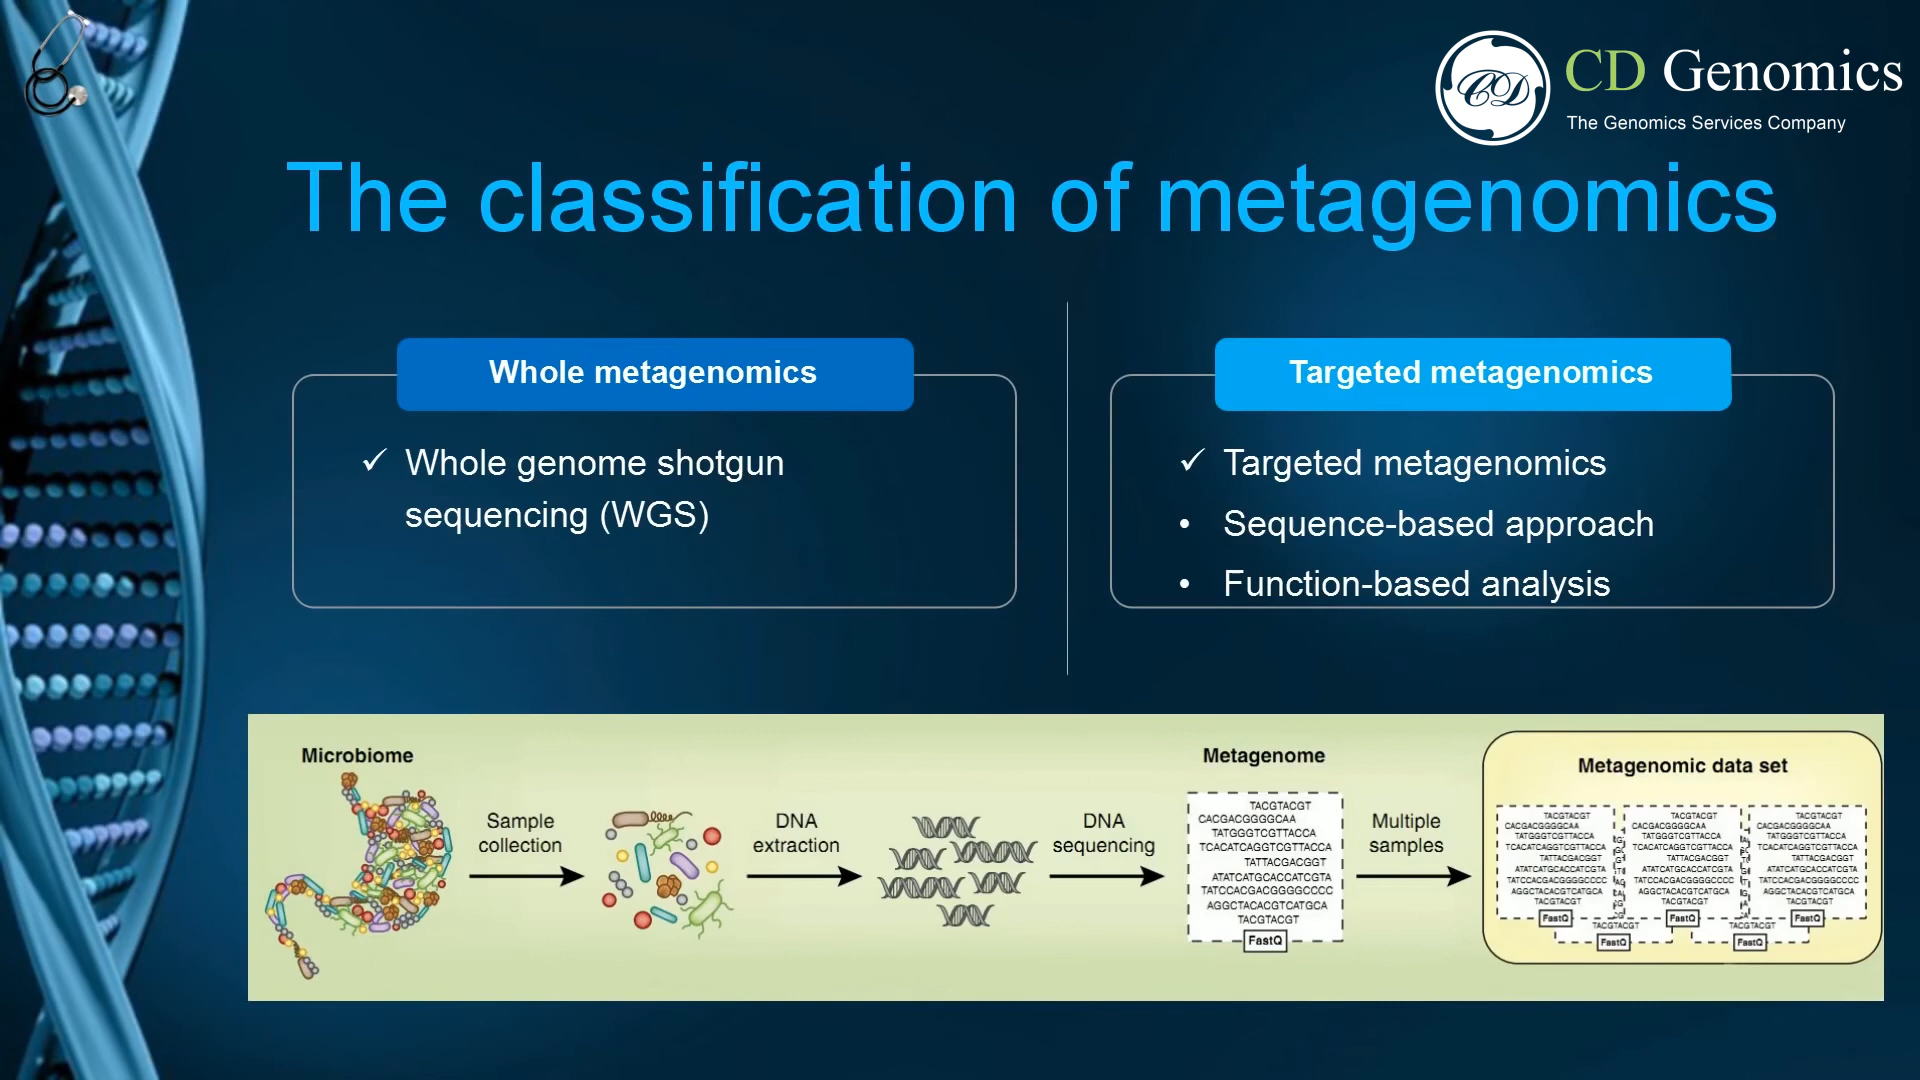 CD
CD Genomics
The Genomics Services Company
The classification of metagenomics
Whole metagenomics
✓ Whole genome shotgun
sequencing (WGS)
Targeted metagenomics
✓ Targeted metagenomics
• Sequence-based approach
• Function-based analysis
Microbiome
Sample
collection
DNA
extraction
DNA
sequencing
Metagenome
TACGTACGT
CACGACGGGGCAA
TATGGGTCGTTACCA
TCACATCAGGTCGTTACCA
TATTACGACGGT
ATATCATGCACCATCGTA
TATCCACGACGGGGCCCC
AGGCTACACGTCATGCA
TACGTACGT
FastQ
Multiple
samples
Metagenomic data set
TACGTACGT
CACGACGGGGCAA
TATGGGTCGTTACCA
TCACATCAGGTCGTTACCA
TATTACGACGGT
ATATCATGCACCATCGTA
TATCCACGACGGGGCCCC
AGGCTACACGTCATGCA
TACGTACGT
FastQ
TACGTACGT
CACGACGGGGCAA
TATGGGTCGTTACCA
TCACATCAGGTCGTTACCA
TATTACGACGGT
ATATCATGCACCATCGTA
TATCCACGACGGGGCCCC
AGGCTACACGTCATGCA
TACGTACGT
FastQ
TACGTACGT
CACGACGGGGCAA
TATGGGTCGTTACCA
TCACATCAGGTCGTTACCA
TATTACGACGGT
ATATCATGCACCATCGTA
TATCCACGACGGGGCCCC
AGGCTACACGTCATGCA
TACGTACGT
FastQ
TACGTACGT
FastQ
TACGTACGT
FastQ